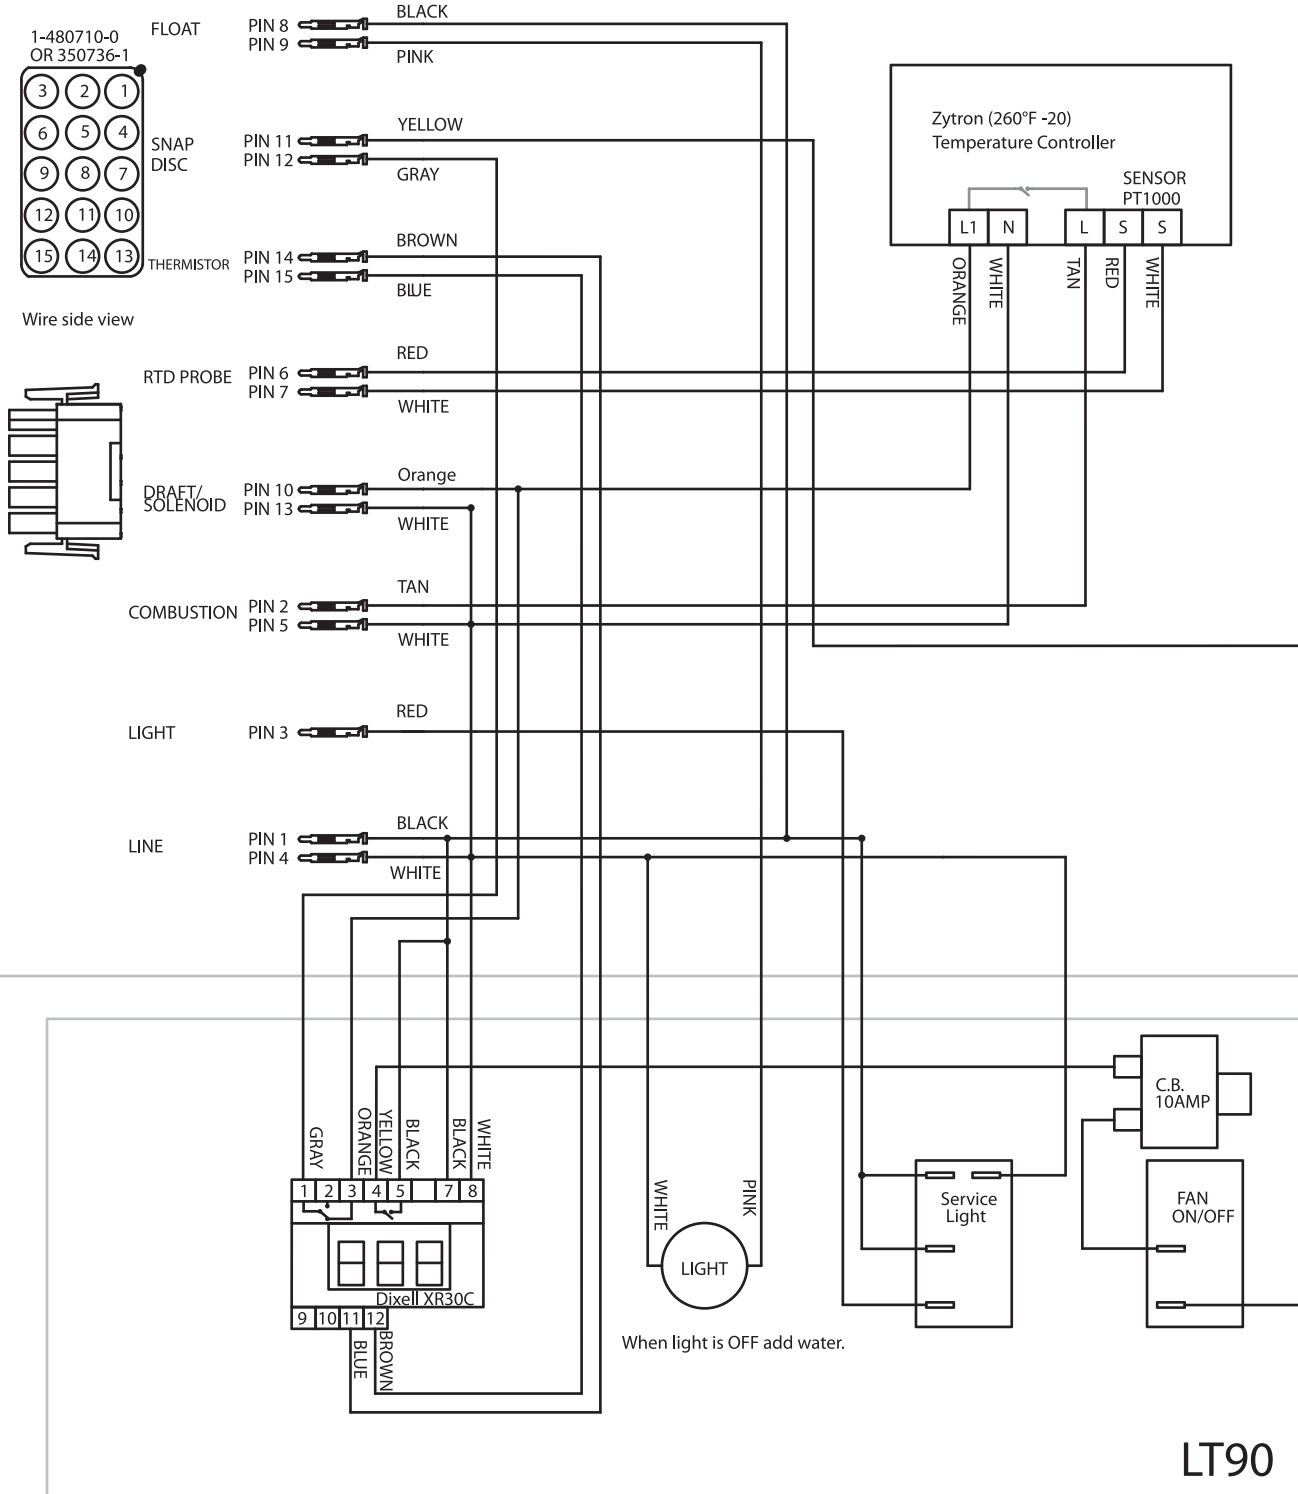 1-480710-0
OR 350736-1
3 2 1
6 5 4
9 8 7
12 11 10
15 14 13
Wire side view
FLOAT
PIN 8
BLACK
PIN 9
PINK
SNAP
DISC
PIN 11
YELLOW
PIN 12
GRAY
THERMISTOR
PIN 14
BROWN
PIN 15
BLUE
RTD PROBE
PIN 6
RED
PIN 7
WHITE
DRAFT/
SOLENOID
PIN 10
Orange
PIN 13
WHITE
COMBUSTION
PIN 2
TAN
PIN 5
WHITE
LIGHT
PIN 3
RED
LINE
PIN 1
BLACK
PIN 4
WHITE
Zytron (260°F -20)
Temperature Controller
SENSOR
PT1000
L1 N L S S
ORANGE
WHITE
TAN
RED
WHITE
GRAY
ORANGE
YELLOW
BLACK
BLACK
WHITE
1 2 3 4 5 7 8
Dixell XR30C
9 10 11 12
BLUE
BROWN
WHITE
PINK
LIGHT
When light is OFF add water.
Service
Light
C.B.
10AMP
FAN
ON/OFF
LT90